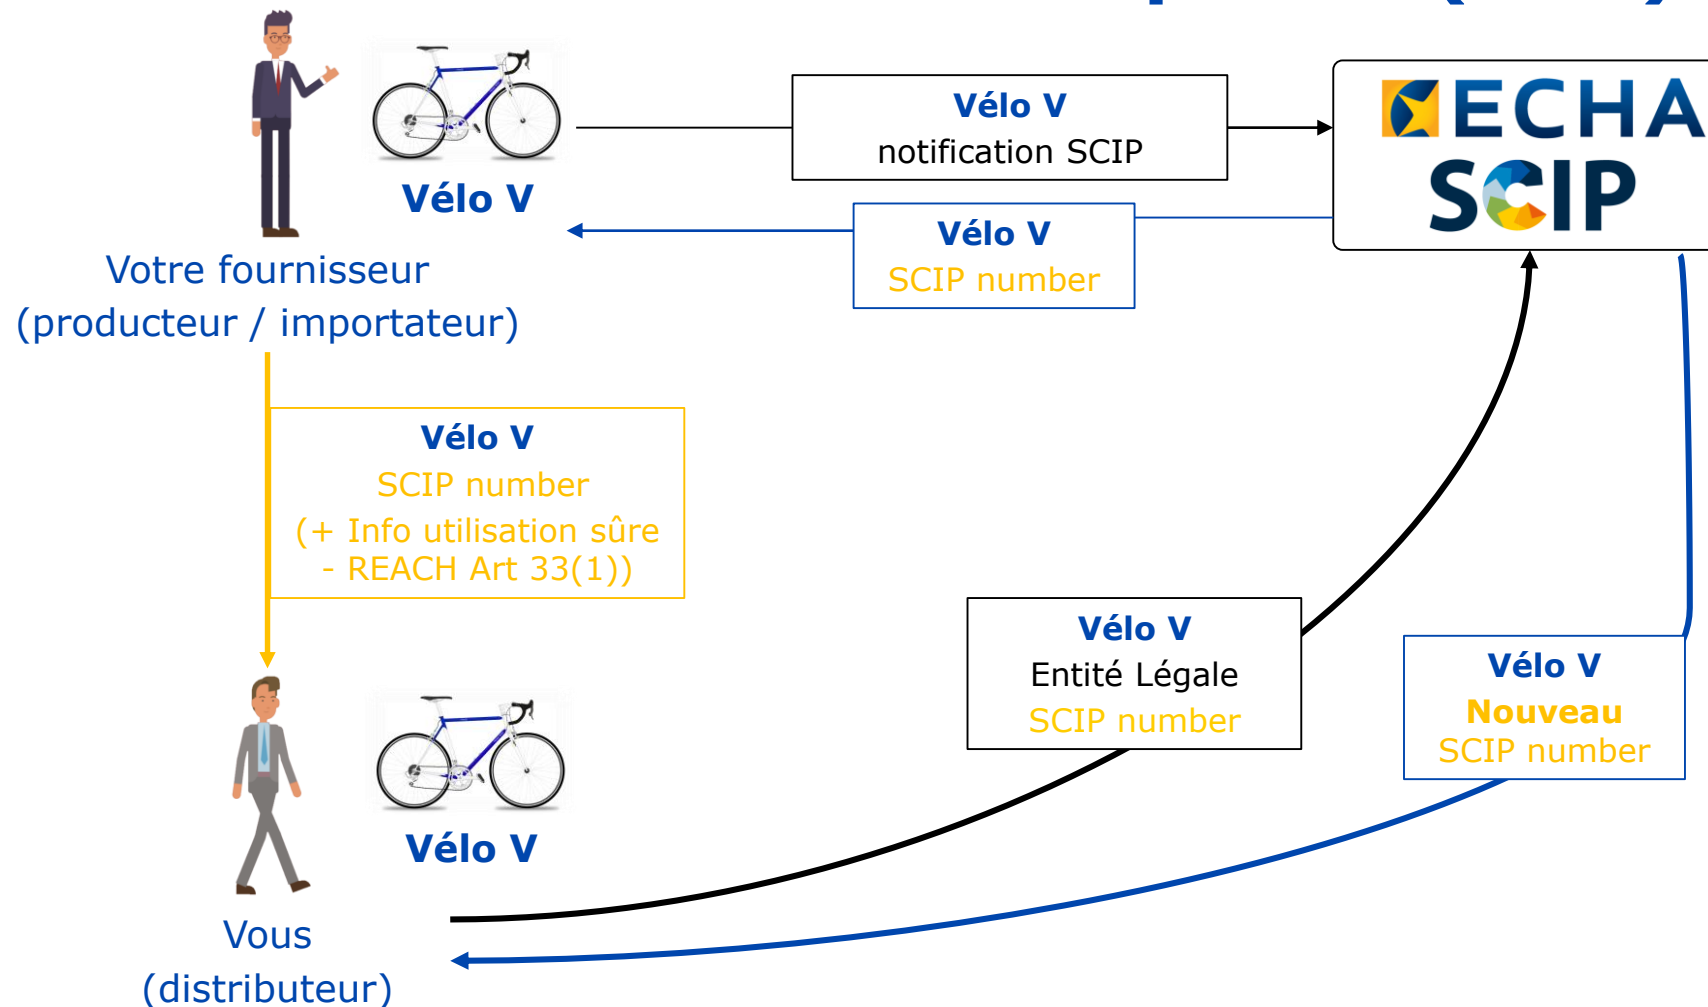 Vélo V
notification SCIP
ECHA
SCIP
Vélo V
Vélo V
SCIP number
Votre fournisseur
(producteur / importateur)
Vélo V
SCIP number
(+ Info utilisation sûre
- REACH Art 33(1))
Vélo V
Entité Légale
SCIP number
Vélo V
Nouveau
SCIP number
Vélo V
Vous
(distributeur)